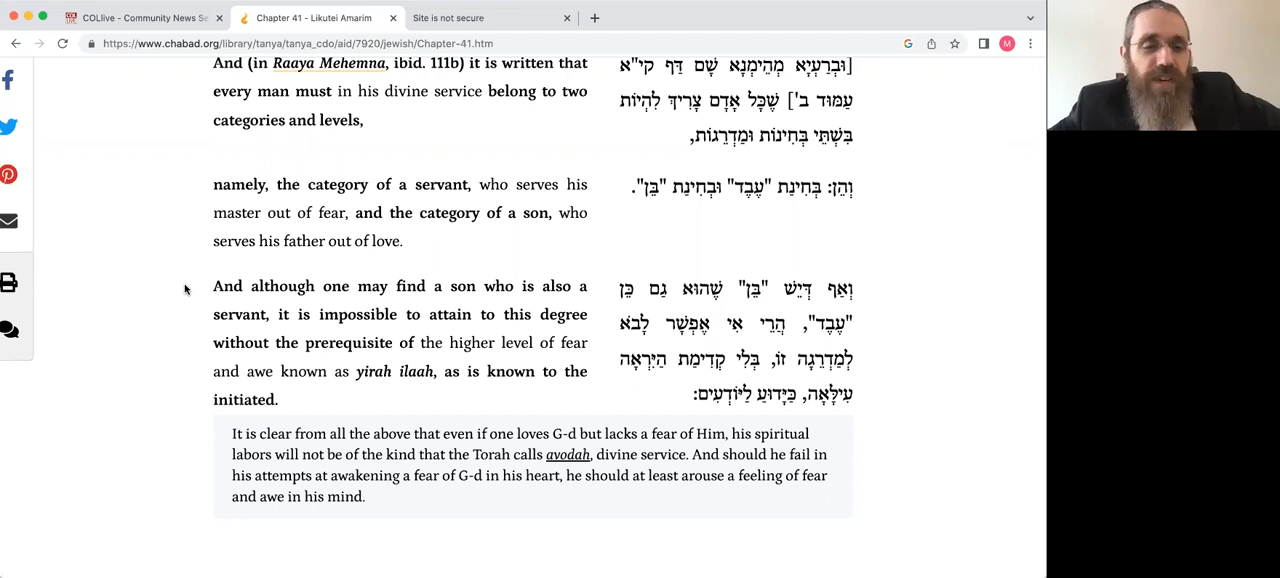 COLlive - Community News Se
Chapter 41 - Likutei Amarim
Site is not secure
https://www.chabad.org/library/tanya/tanya_cdo/aid/7920/jewish/Chapter-41.htm
M
And (in Raaya Mehemna, ibid. 111b) it is written that
every man must in his divine service belong to two
categories and levels,
[וּבְרַעְיָא מְהֵימְנָא שָׁם דַּף קי"א
עַמּוּד ב'] שֶׁכָּל אָדָם צָרִיךְ לִהְיוֹת
בִּשְׁתֵּי בְּחִינוֹת וּמַדְרֵגוֹת,
namely, the category of a servant, who serves his
master out of fear, and the category of a son, who
serves his father out of love.
וְהֵן: בְּחִינַת "עֶבֶד" וּבְחִינַת "בֵּן".
And although one may find a son who is also a
servant, it is impossible to attain to this degree
without the prerequisite of the higher level of fear
and awe known as yirah ilaah, as is known to the
initiated.
וְאַף דְּיֵשׁ "בֵּן" שֶׁהוּא גַּם כֵּן
"עֶבֶד", הֲרֵי אִי אֶפְשָׁר לָבֹא
לְמַדְרֵגָה זוֹ, בְּלִי קְדִימַת הַיִּרְאָה
עִילָּאָה, כַּיָּדוּעַ לַיּוֹדְעִים:
It is clear from all the above that even if one loves G-d but lacks a fear of Him, his spiritual
labors will not be of the kind that the Torah calls avodah, divine service. And should he fail in
his attempts at awakening a fear of G-d in his heart, he should at least arouse a feeling of fear
and awe in his mind.